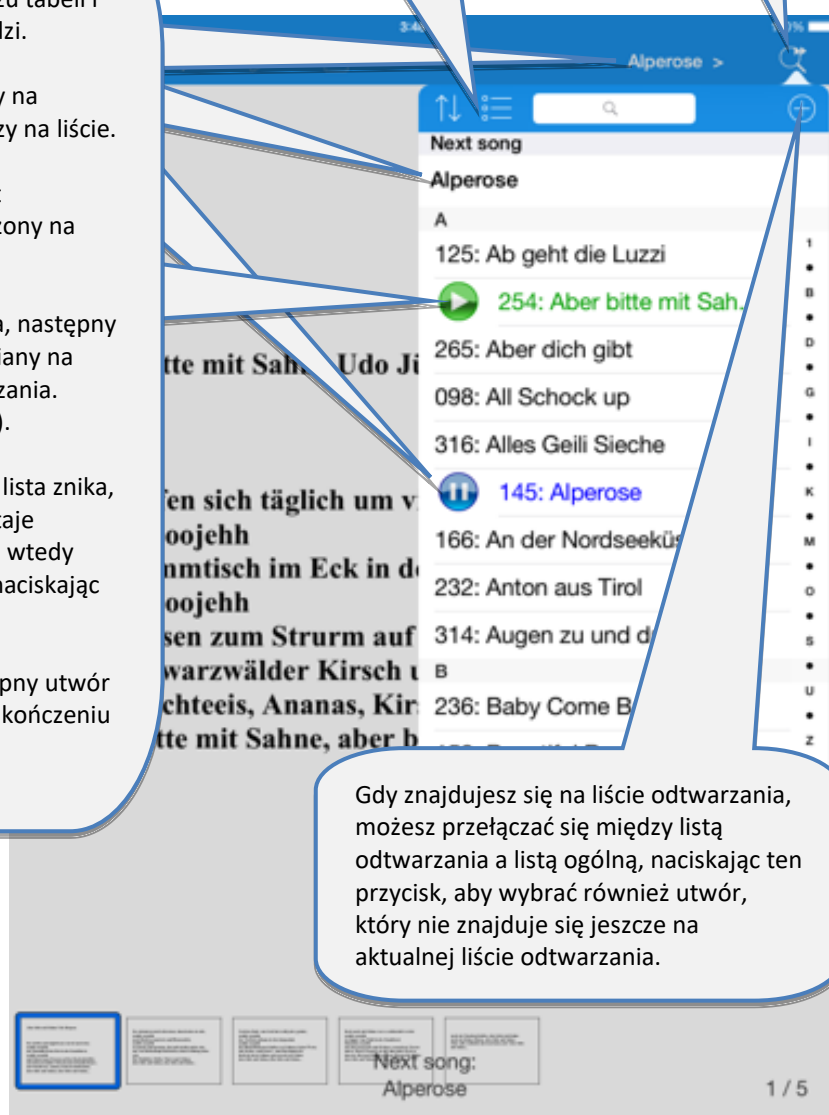 dzi.
y na
zy na liście.
zony na
a, następny
iany na
zania.
).
lista znika,
taje
wtedy
naciskając
pny utwór
kończeniu
3:4
Alperose >
Next song
Alperose
A
125: Ab geht die Luzzi
254: Aber bitte mit Sah.
265: Aber dich gibt
098: All Schock up
316: Alles Geili Sieche
145: Alperose
166: An der Nordseeküs
232: Anton aus Tirol
314: Augen zu und d
B
236: Baby Come B
1
B
D
G
I
K
M
O
S
U
Z
tte mit Sah Udo Jü
en sich täglich um v
oojehh
mmtisch im Eck in d
oojehh
sen zum Strurm auf
warzwälder Kirsch u
chteeis, Ananas, Kir
tte mit Sahne, aber b
Gdy znajdujesz się na liście odtwarzania,
możesz przełączać się między listą
odtwarzania a listą ogólną, naciskając ten
przycisk, aby wybrać również utwór,
który nie znajduje się jeszcze na
aktualnej liście odtwarzania.
Next song:
Alperose
1 / 5